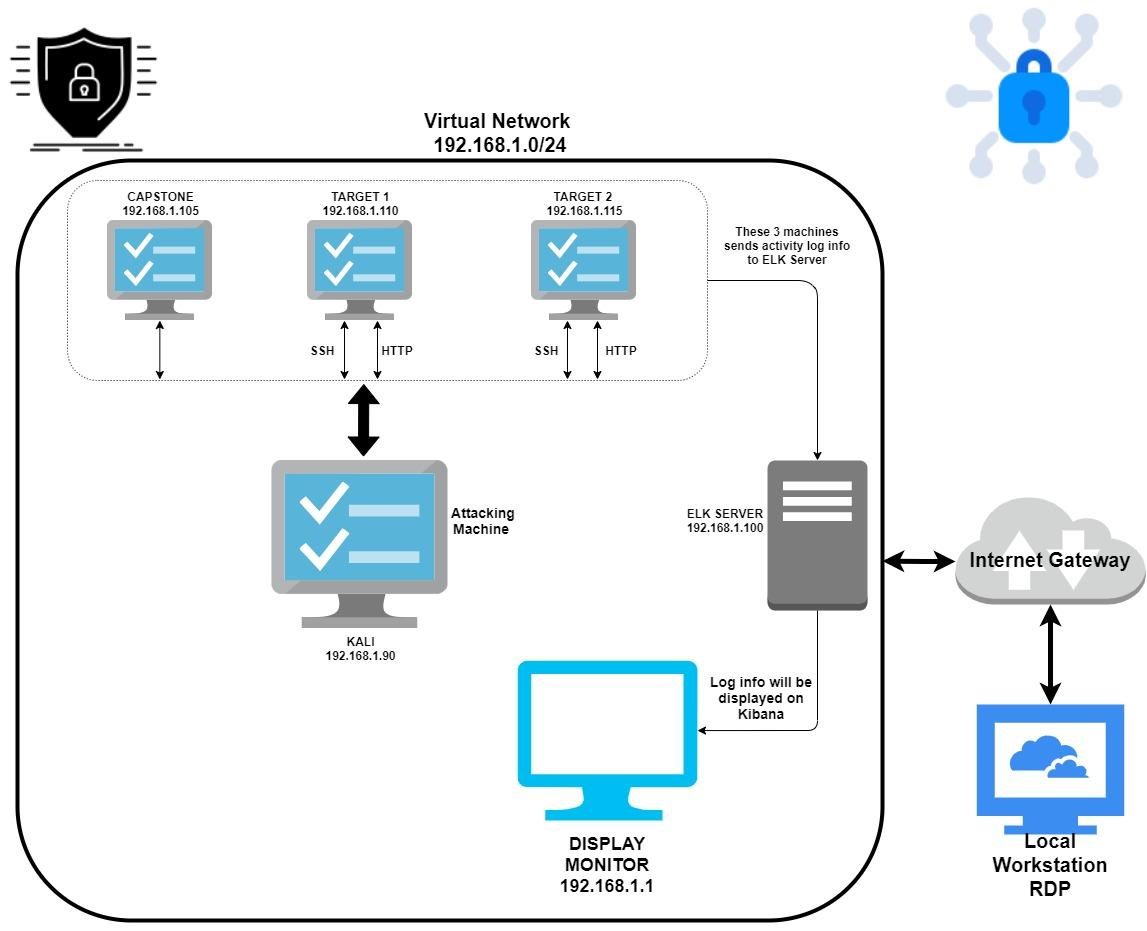 Virtual Network
192.168.1.0/24
CAPSTONE
192.168.1.105
TARGET 1
192.168.1.110
TARGET 2
192.168.1.115
These 3 machines
sends activity log info
to ELK Server
SSH
HTTP
SSH
HTTP
Attacking
Machine
KALI
192.168.1.90
ELK SERVER
192.168.1.100
Internet Gateway
Log info will be
displayed on
Kibana
DISPLAY
MONITOR
192.168.1.1
Local
Workstation
RDP